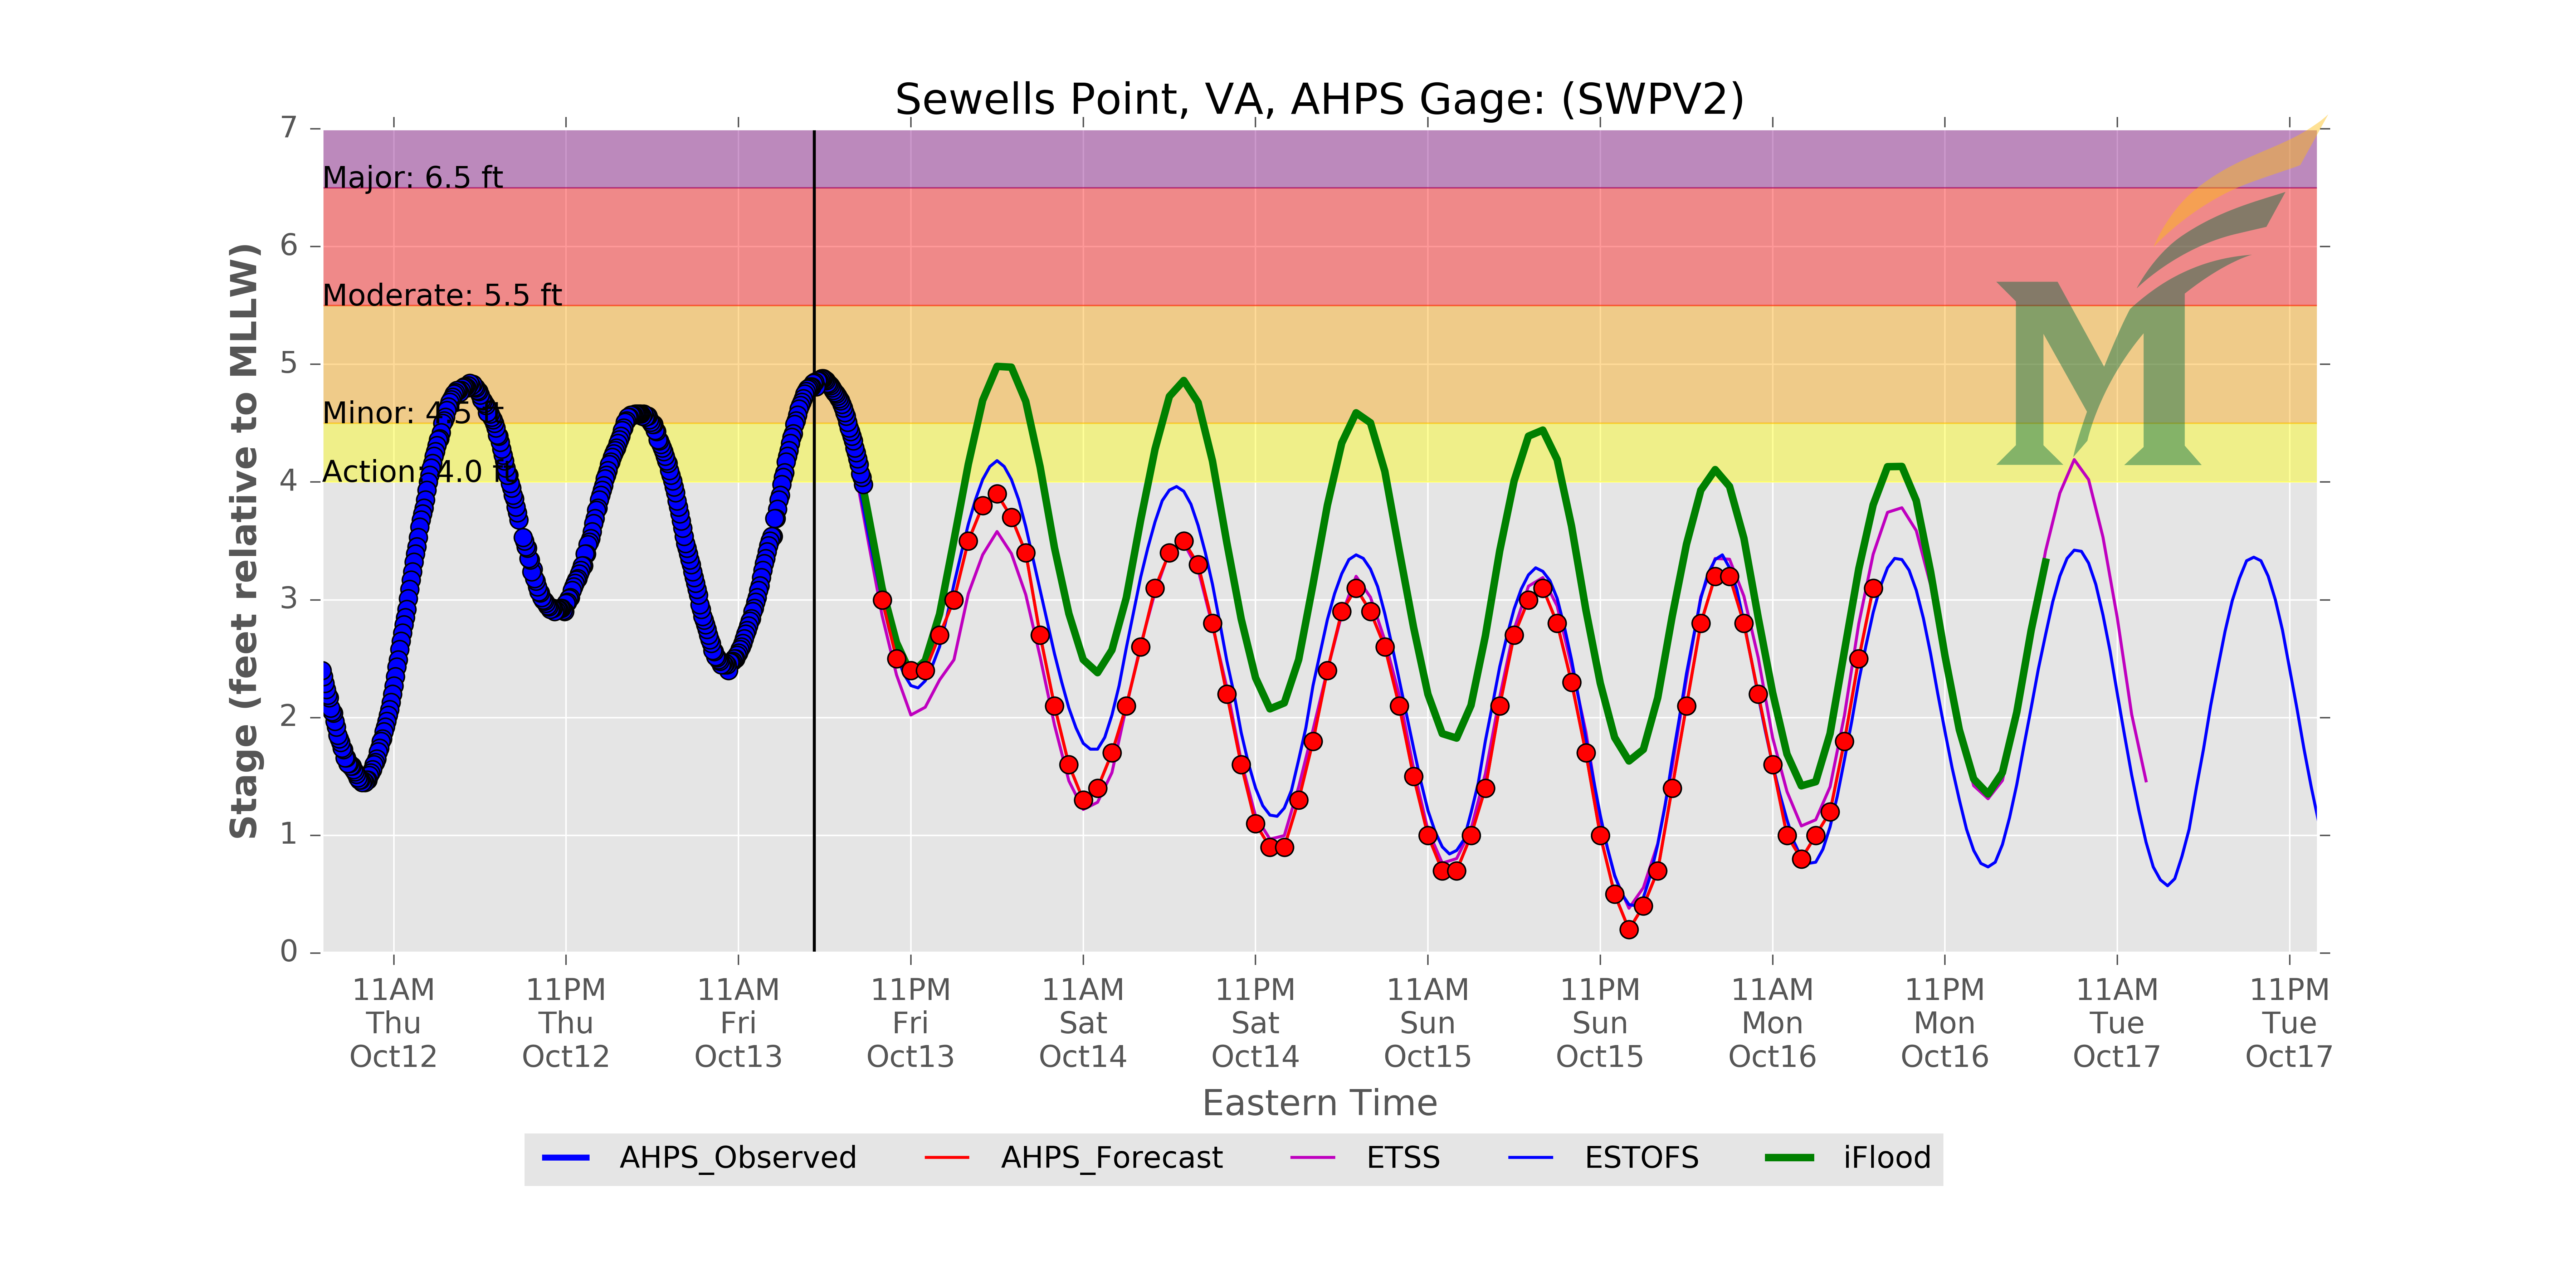 Sewells Point, VA, AHPS Gage: (SWPV2)
7
6
5
4
3
2
1
0
Stage (feet relative to MLLW)
Major: 6.5 ft
Moderate: 5.5 ft
Minor: 4.5 ft
Action: 4.0 ft
M
11AM 11PM 11AM 11PM 11AM 11PM 11AM 11PM 11AM 11PM 11AM 11PM
Thu Thu Fri Fri Sat Sat Sun Sun Mon Mon Tue Tue
Oct12 Oct12 Oct13 Oct13 Oct14 Oct14 Oct15 Oct15 Oct16 Oct16 Oct17 Oct17
Eastern Time
AHPS_Observed AHPS_Forecast ETSS ESTOFS iFlood